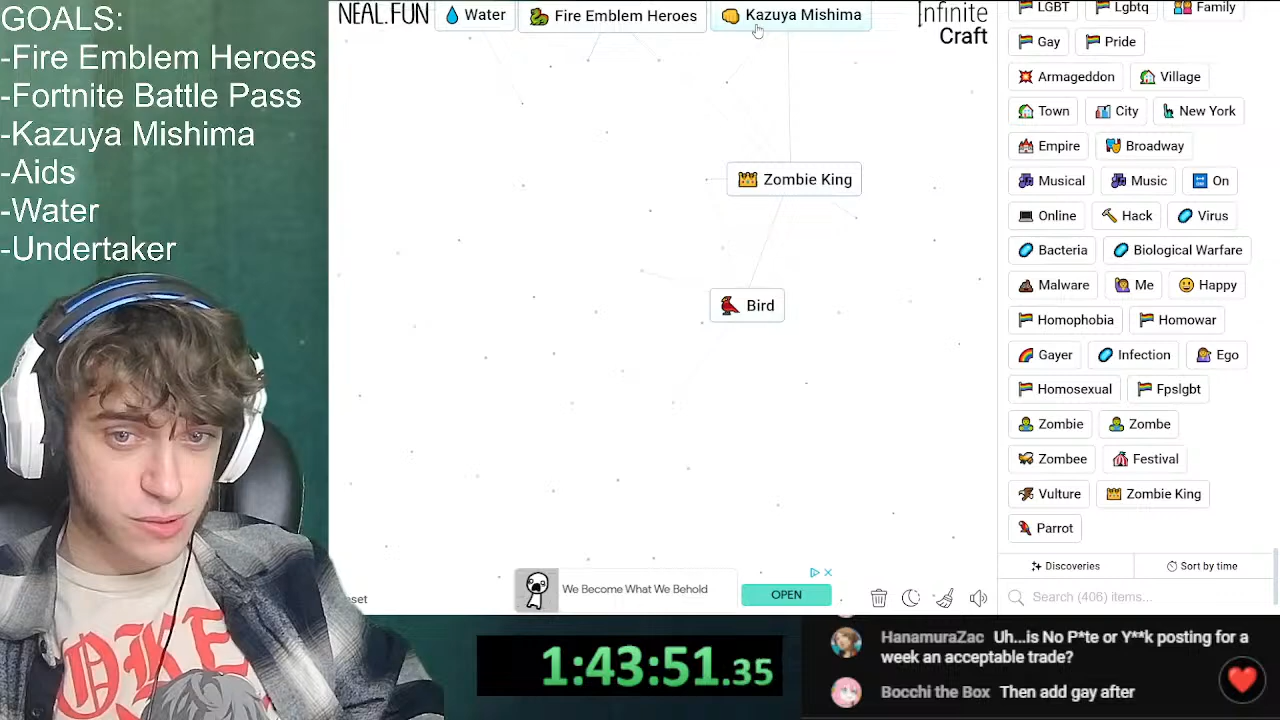 GOALS:
-Fire Emblem Heroes
-Fortnite Battle Pass
-Kazuya Mishima
-Aids
-Water
-Undertaker
NEAL.FUN
Water
Fire Emblem Heroes
Kazuya Mishima
Infinite
Craft
Zombie King
Bird
LGBT
Lgbtq
Family
Gay
Pride
Armageddon
Village
Town
City
New York
Empire
Broadway
Musical
Music
On
Online
Hack
Virus
Bacteria
Biological Warfare
Malware
Me
Happy
Homophobia
Homowar
Gayer
Infection
Ego
Homosexual
Fpslgbt
Zombie
Zombe
Zombee
Festival
Vulture
Zombie King
Parrot
Discoveries
Sort by time
Search (406) items...
We Become What We Behold
OPEN
1:43:51.35
HanamuraZac Uh...is No P*te or Y**k posting for a
week an acceptable trade?
Bocchi the Box Then add gay after